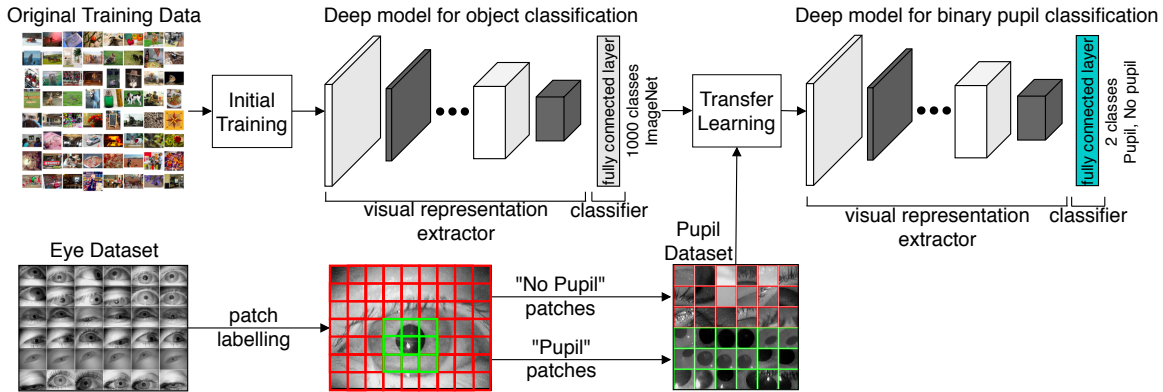 Original Training Data
Deep model for object classification
Deep model for binary pupil classification
Initial
Training
fully connected layer
1000 classes
ImageNet
Transfer
Learning
fully connected layer
2 classes
Pupil, No pupil
visual representation
extractor
classifier
visual representation
extractor
classifier
Eye Dataset
patch
labelling
"No Pupil"
patches
"Pupil"
patches
Pupil
Dataset